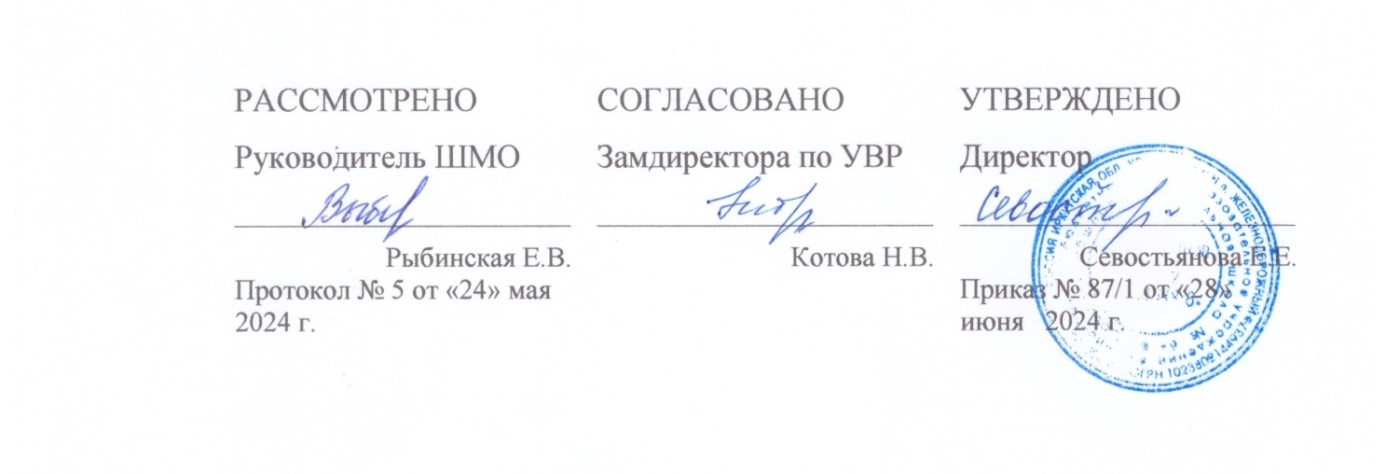 РАССМОТРЕНО
Руководитель ШМО
Рыбинская Е.В.
Протокол № 5 от «24» мая
2024 г.
СОГЛАСОВАНО
Замдиректора по УВР
Котова Н.В.
УТВЕРЖДЕНО
Директор
Севостьянова Е.Е.
Приказ № 87/1 от «28»
июня 2024 г.